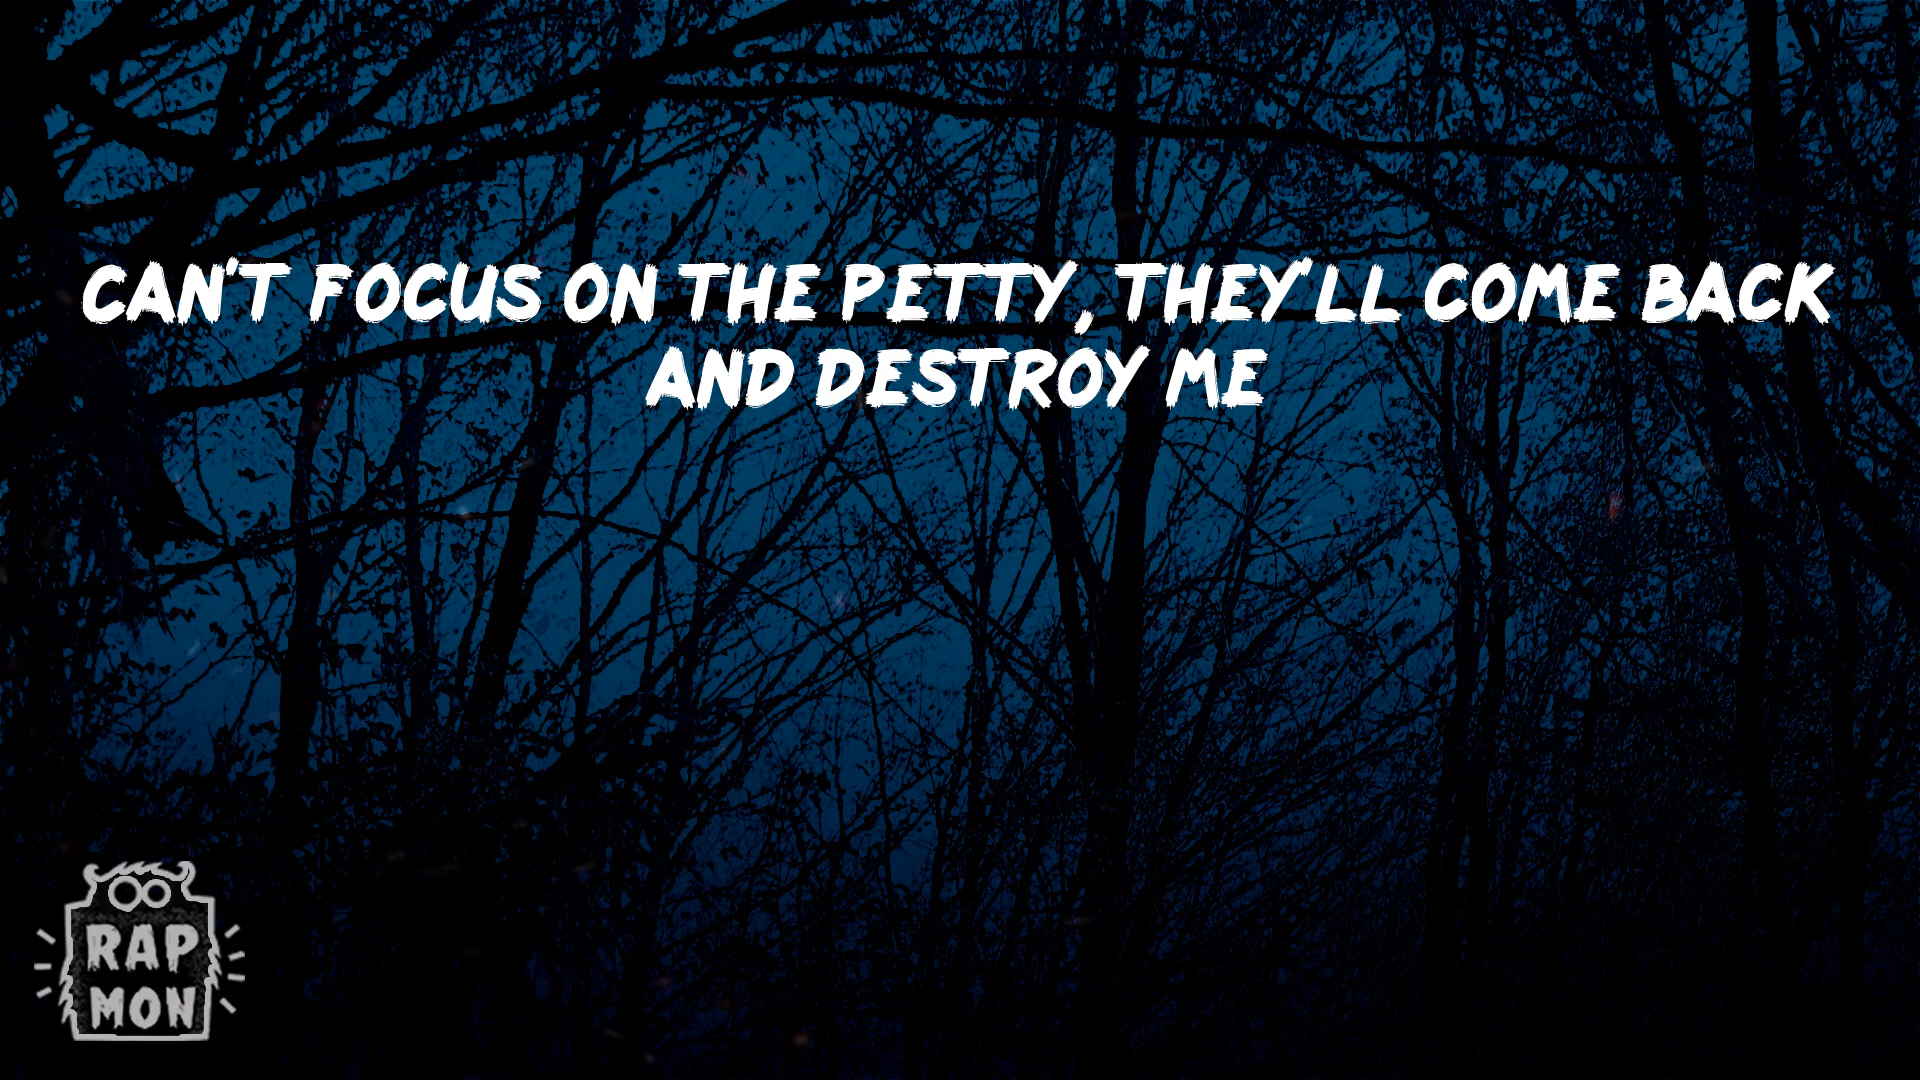 CAN'T FOCUS ON THE PETTY, THEY'LL COME BACK
AND DESTROY ME
RAP
MON